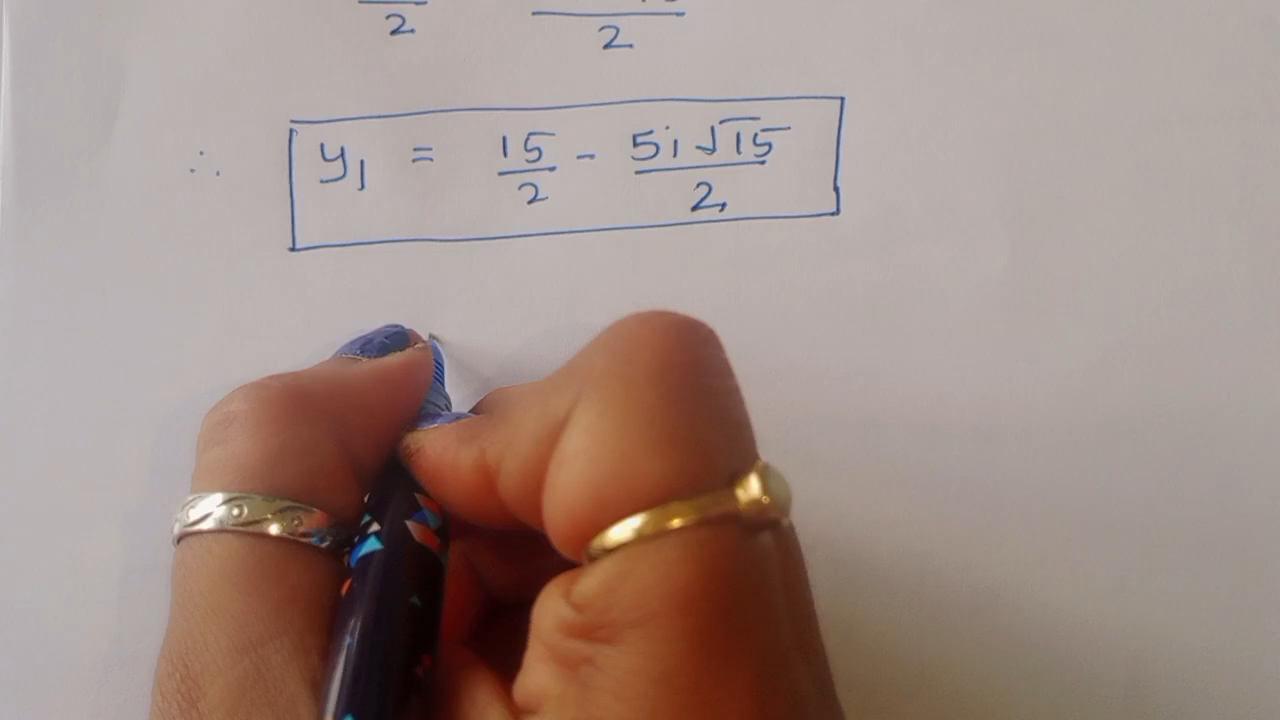 2 2
∴ y₁ = 15/2 - 5i√15/2